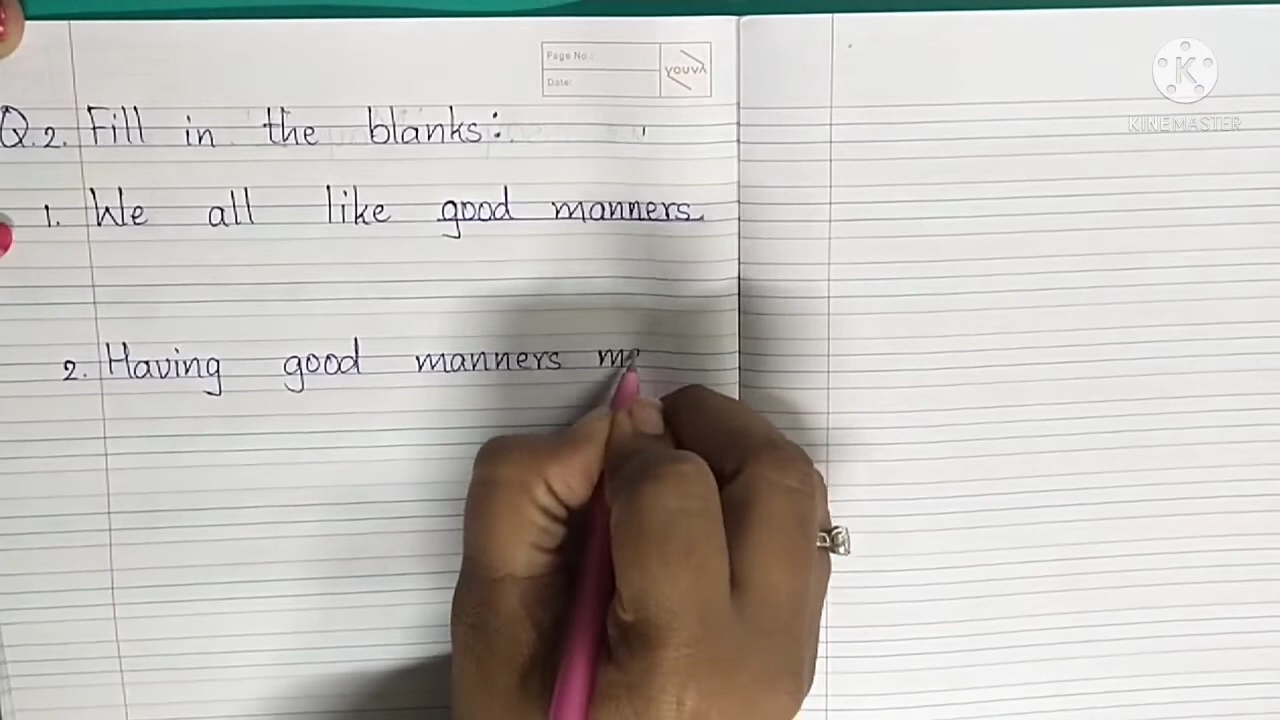 Page No.:
Date:
youva
K
KINEMASTER
Q.2. Fill in the blanks:
1. We all like good manners.
2. Having good manners